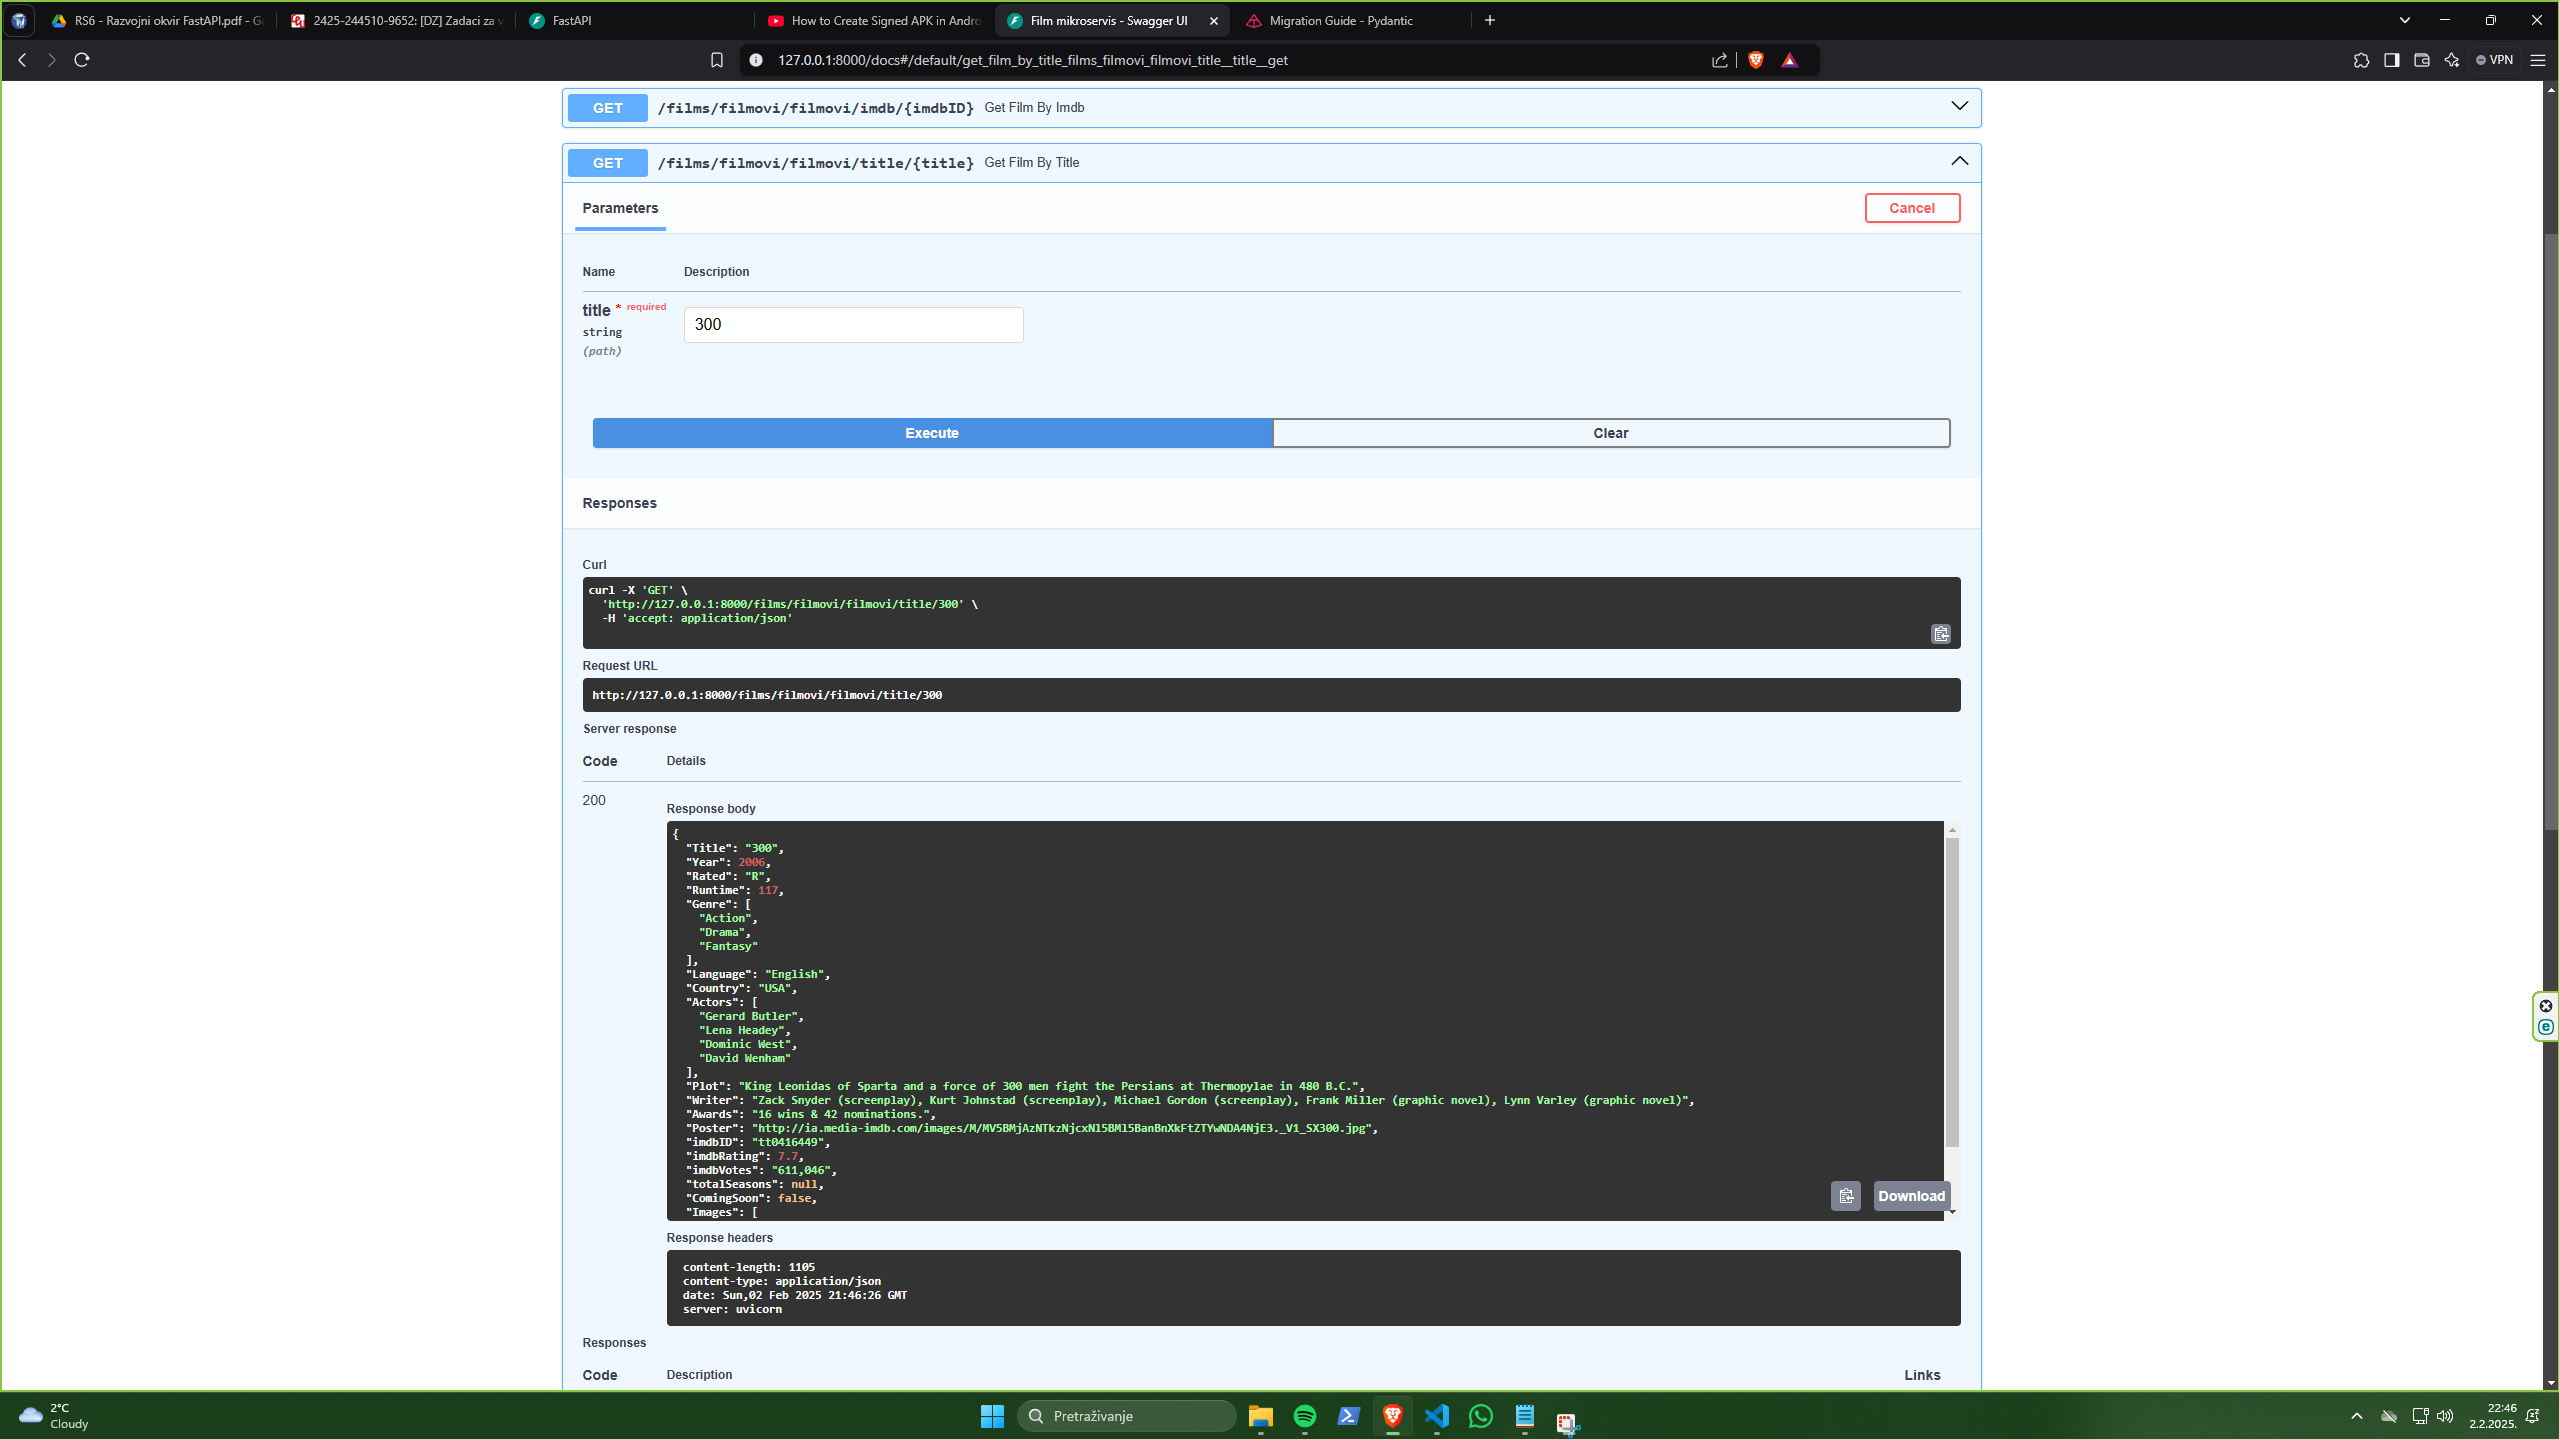 RS6 - Razvojni okvir FastAPI.pdf - Go
2425-244510-9652: [DZ] Zadaci za v
FastAPI
How to Create Signed APK in Andro
Film mikroservis - Swagger UI
Migration Guide - Pydantic
127.0.0.1:8000/docs#/default/get_film_by_title_films_filmovi_filmovi_title__title__get
VPN
GET /films/filmovi/filmovi/imdb/{imdbID} Get Film By Imdb
GET /films/filmovi/filmovi/title/{title} Get Film By Title
Parameters
Cancel
Name Description
title * required
string
(path)
300
Execute
Clear
Responses
Curl
curl -X 'GET' \
'http://127.0.0.1:8000/films/filmovi/filmovi/title/300' \
-H 'accept: application/json'
Request URL
http://127.0.0.1:8000/films/filmovi/filmovi/title/300
Server response
Code Details
200
Response body
{
"Title": "300",
"Year": 2006,
"Rated": "R",
"Runtime": 117,
"Genre": [
"Action",
"Drama",
"Fantasy"
],
"Language": "English",
"Country": "USA",
"Actors": [
"Gerard Butler",
"Lena Headey",
"Dominic West",
"David Wenham"
],
"Plot": "King Leonidas of Sparta and a force of 300 men fight the Persians at Thermopylae in 480 B.C.",
"Writer": "Zack Snyder (screenplay), Kurt Johnstad (screenplay), Michael Gordon (screenplay), Frank Miller (graphic novel), Lynn Varley (graphic novel)",
"Awards": "16 wins & 42 nominations.",
"Poster": "http://ia.media-imdb.com/images/M/MV5BMjAzNTkzNjcxNl5BMl5BanBnXkFtZTYwNDA4NjE3._V1_SX300.jpg",
"imdbID": "tt0416449",
"imdbRating": 7.7,
"imdbVotes": "611,046",
"totalSeasons": null,
"ComingSoon": false,
"Images": [
Download
Response headers
content-length: 1105
content-type: application/json
date: Sun,02 Feb 2025 21:46:26 GMT
server: uvicorn
Responses
Code Description Links
2°C
Cloudy
Pretraživanje
22:46
2.2.2025.